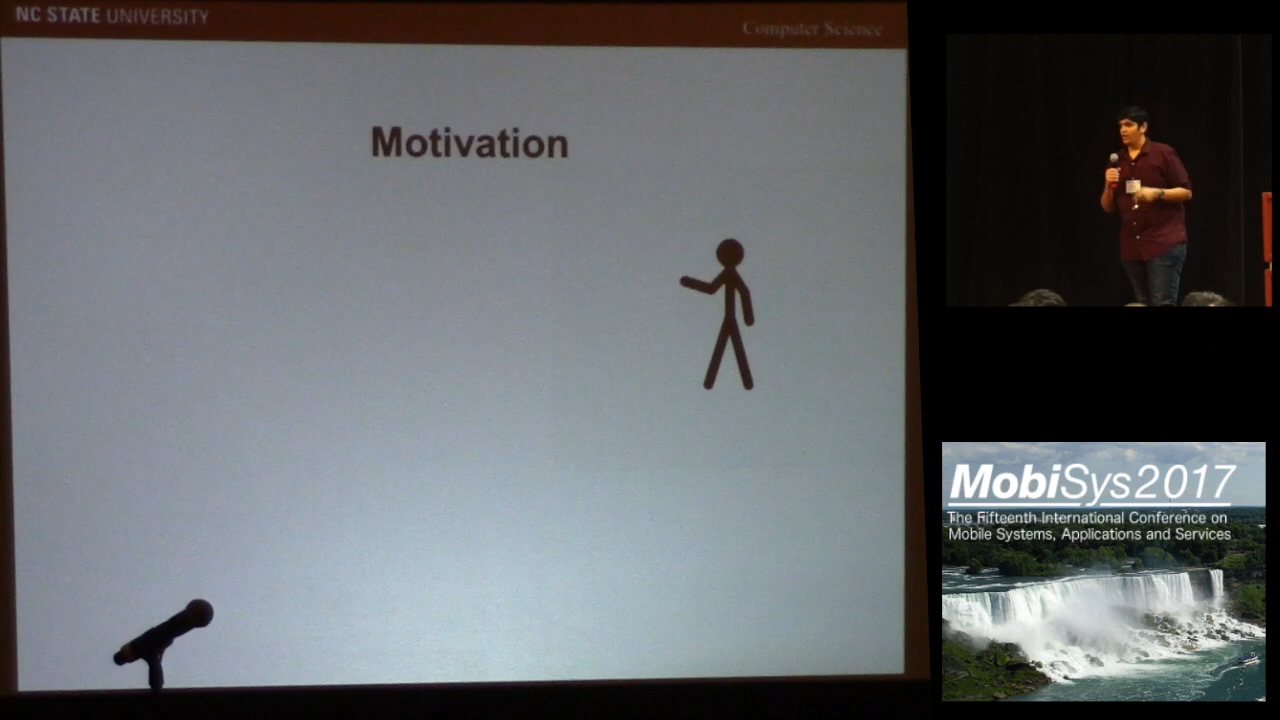 NC STATE UNIVERSITY
Computer Science
Motivation
MobiSys2017
The Fifteenth International Conference on
Mobile Systems, Applications and Services